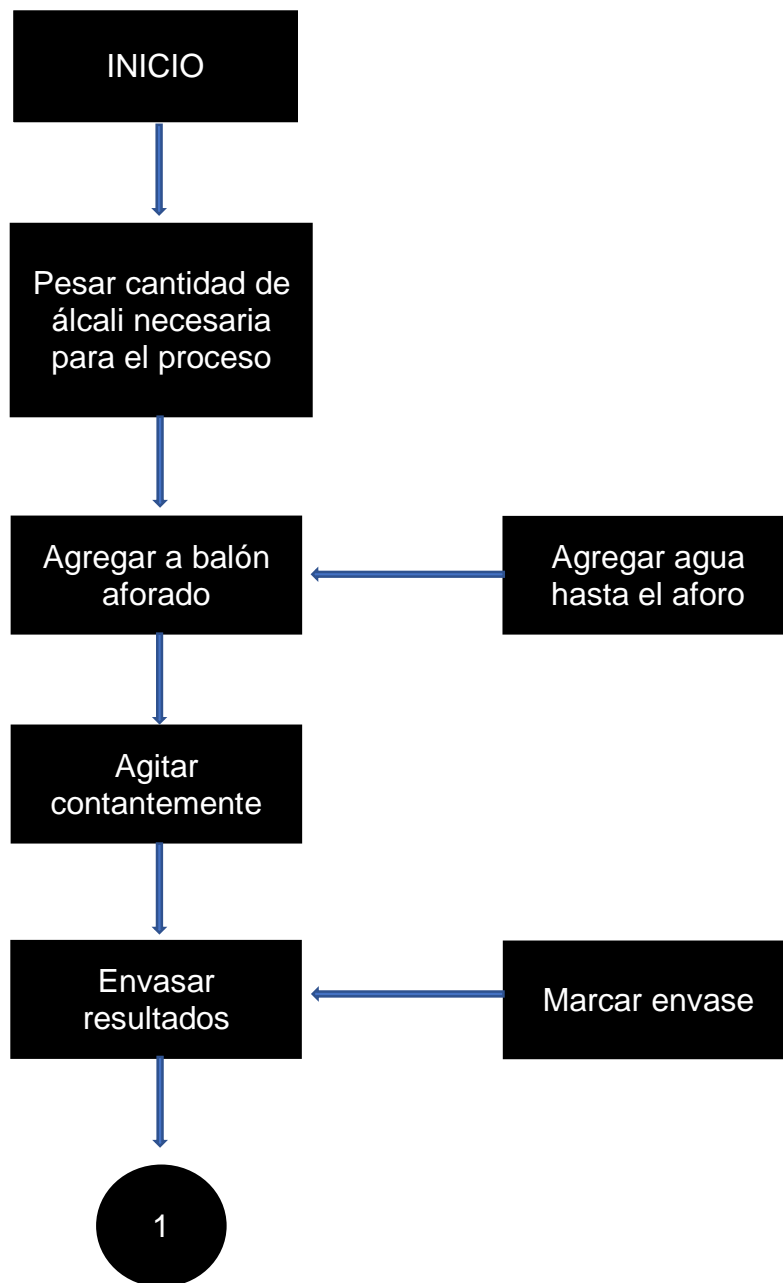 INICIO
Pesar cantidad de
álcali necesaria
para el proceso
Agregar a balón
aforado
Agregar agua
hasta el aforo
Agitar
contantemente
Envasar
resultados
Marcar envase
1